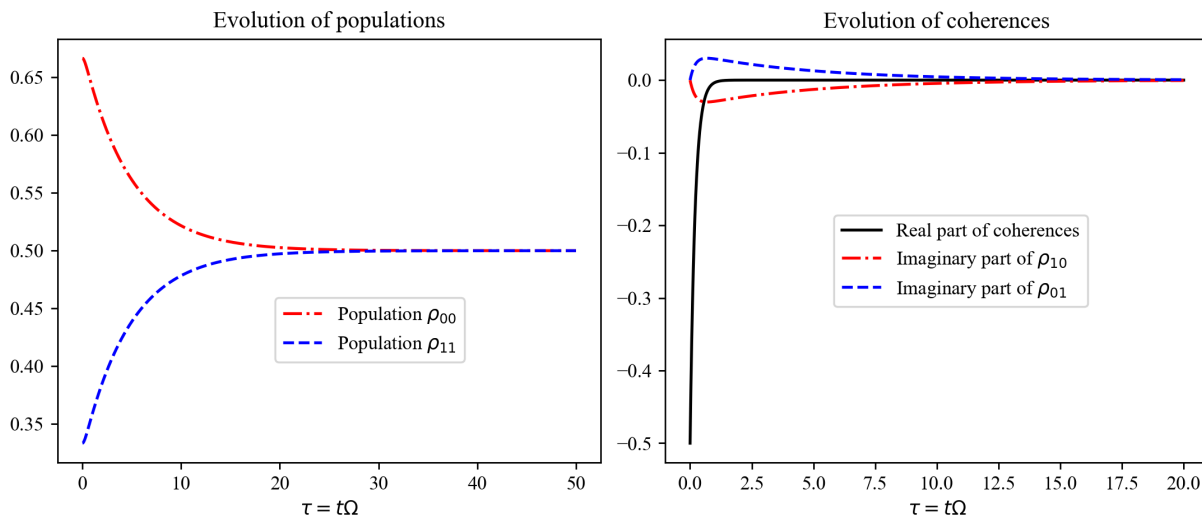 Evolution of populations
0.65
0.60
0.55
0.50
0.45
0.40
0.35
Population ρ₀₀
Population ρ₁₁
0 10 20 30 40 50
τ = tΩ
Evolution of coherences
0.0
−0.1
−0.2
−0.3
−0.4
−0.5
Real part of coherences
Imaginary part of ρ₁₀
Imaginary part of ρ₀₁
0.0 2.5 5.0 7.5 10.0 12.5 15.0 17.5 20.0
τ = tΩ